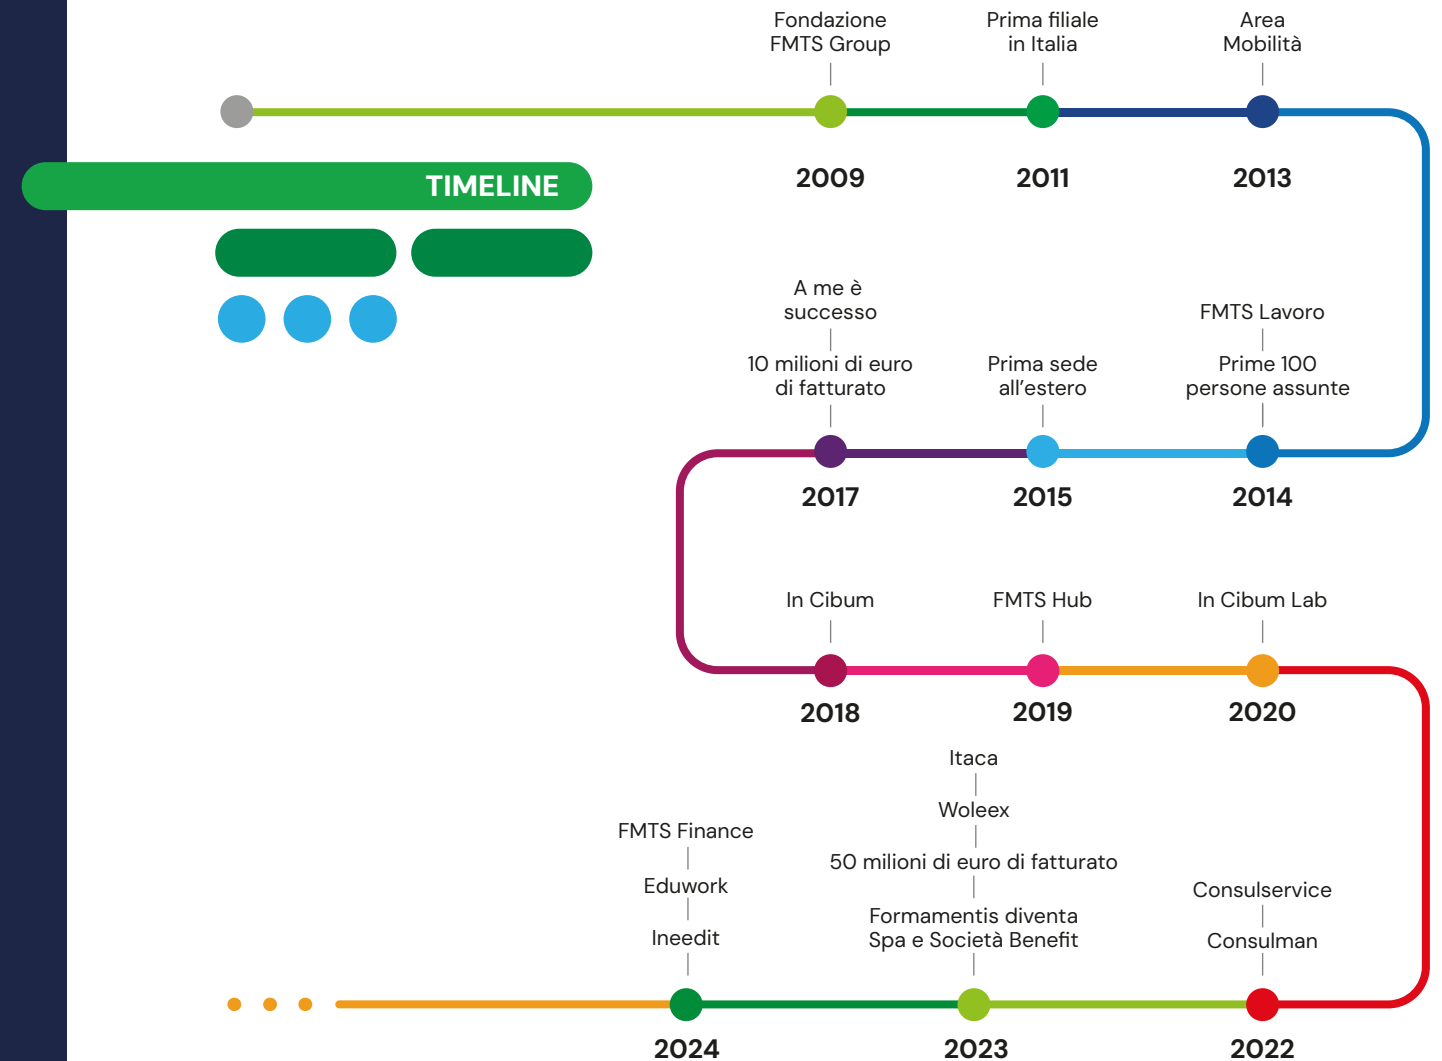 Fondazione
FMTS Group
2009
Prima filiale
in Italia
2011
Area
Mobilità
2013
TIMELINE
FMTS Lavoro
Prime 100
persone assunte
2014
Prima sede
all'estero
2015
A me è
successo
10 milioni di euro
di fatturato
2017
In Cibum
2018
FMTS Hub
2019
In Cibum Lab
2020
Consulservice
Consulman
2022
Itaca
Woleex
50 milioni di euro di fatturato
Formamentis diventa
Spa e Società Benefit
2023
FMTS Finance
Eduwork
Ineedit
2024